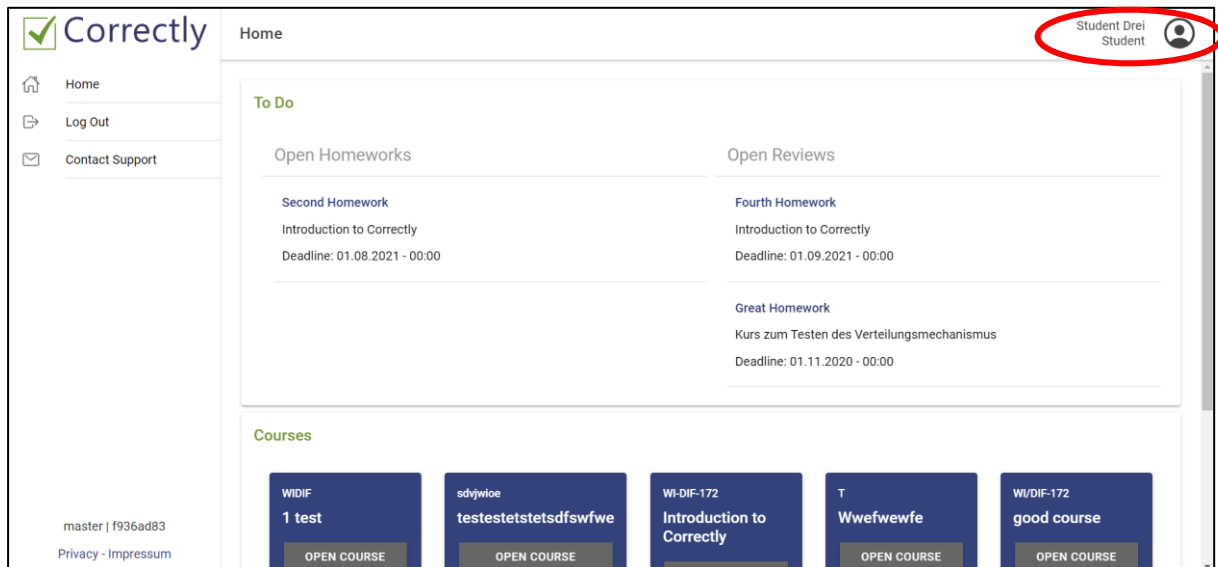 Correctly
Home
Student Drei
Student
Home
Log Out
Contact Support
To Do
Open Homeworks
Second Homework
Introduction to Correctly
Deadline: 01.08.2021 - 00:00
Open Reviews
Fourth Homework
Introduction to Correctly
Deadline: 01.09.2021 - 00:00
Great Homework
Kurs zum Testen des Verteilungsmechanismus
Deadline: 01.11.2020 - 00:00
Courses
WIDIF
1 test
OPEN COURSE
sdvjwioe
testestetstetsdfswfwe
OPEN COURSE
WI-DIF-172
Introduction to
Correctly
T
Wwefwewfe
OPEN COURSE
WI/DIF-172
good course
OPEN COURSE
master | f936ad83
Privacy - Impressum